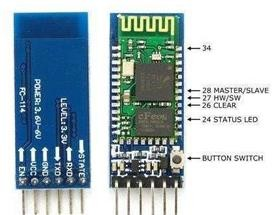 POWER:3.6V-6V
LEVEL:3.3V
FC-114
EN
VCC
GND
TXD
RXD
STATE
cFeon
34
28 MASTER/SLAVE
27 HW/SW
26 CLEAR
24 STATUS LED
BUTTON SWITCH